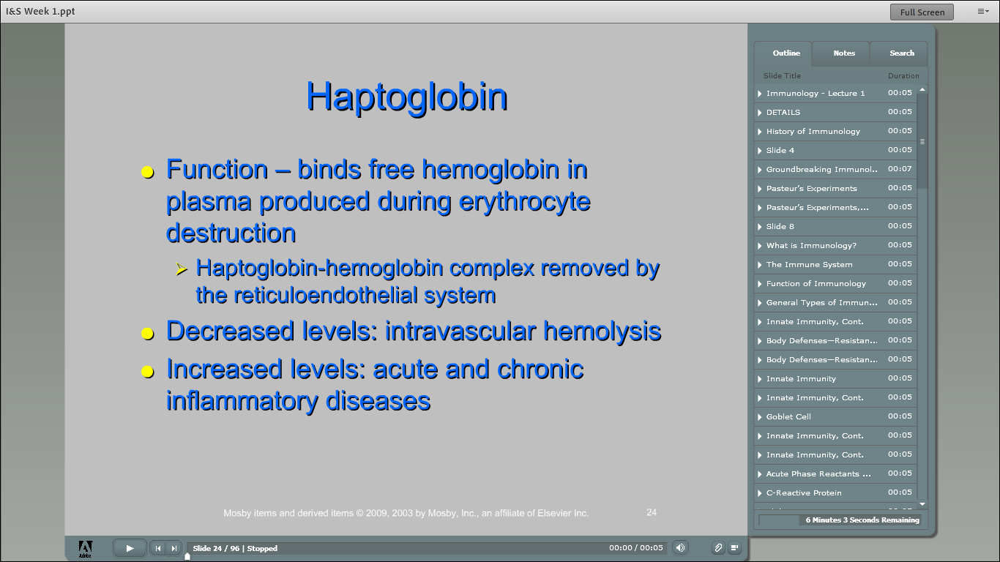 I&S Week 1.ppt
Full Screen
Haptoglobin
Function – binds free hemoglobin in
plasma produced during erythrocyte
destruction
Haptoglobin-hemoglobin complex removed by
the reticuloendothelial system
Decreased levels: intravascular hemolysis
Increased levels: acute and chronic
inflammatory diseases
Mosby items and derived items © 2009, 2003 by Mosby, Inc., an affiliate of Elsevier Inc.
24
Outline Notes Search
Slide Title Duration
Immunology - Lecture 1 00:05
DETAILS 00:05
History of Immunology 00:05
Slide 4 00:05
Groundbreaking Immunol.. 00:07
Pasteur’s Experiments 00:05
Pasteur’s Experiments,... 00:05
Slide 8 00:05
What is Immunology? 00:05
The Immune System 00:05
Function of Immunology 00:05
General Types of Immun... 00:05
Innate Immunity, Cont. 00:05
Body Defenses—Resistan... 00:05
Body Defenses—Resistan... 00:05
Innate Immunity 00:05
Innate Immunity, Cont. 00:05
Goblet Cell 00:05
Innate Immunity, Cont. 00:05
Innate Immunity, Cont. 00:05
Acute Phase Reactants ... 00:05
C-Reactive Protein 00:05
6 Minutes 3 Seconds Remaining
Adobe
Slide 24 / 96 | Stopped
00:00 / 00:05